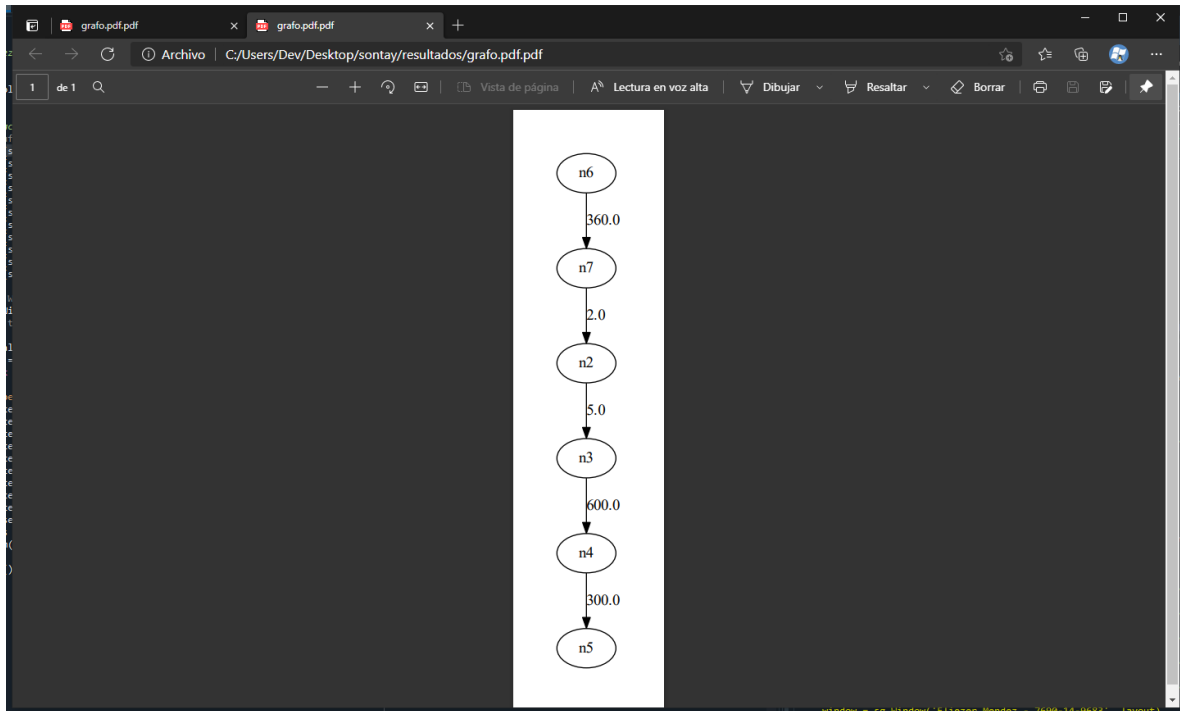 grafo.pdf.pdf
grafo.pdf.pdf
Archivo C:/Users/Dev/Desktop/sontay/resultados/grafo.pdf.pdf
1 de 1 Vista de página A Lectura en voz alta Dibujar Resaltar Borrar
n6
360.0
n7
2.0
n2
5.0
n3
600.0
n4
300.0
n5